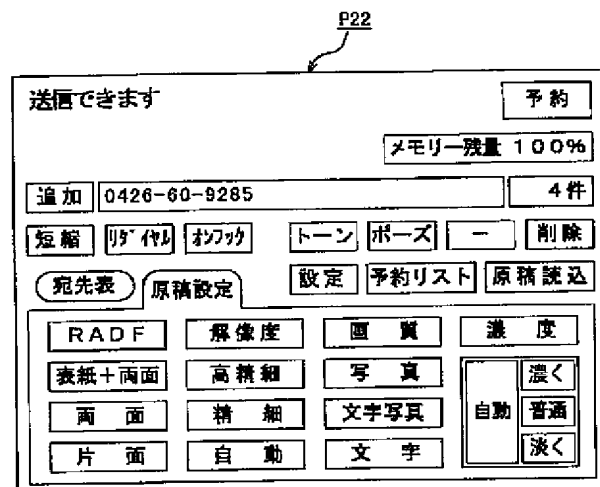 P22
送信できます 予約
メモリー残量 100%
追加 0426-60-9285 4件
短縮 リダイヤル オンフック トーン ポーズ - 削除
宛先表 原稿設定 設定 予約リスト 原稿読込
RADF 解像度 画質 濃度
表紙+両面 高精細 写真 濃く
両面 精細 文字写真 自動 普通
片面 自動 文字 淡く